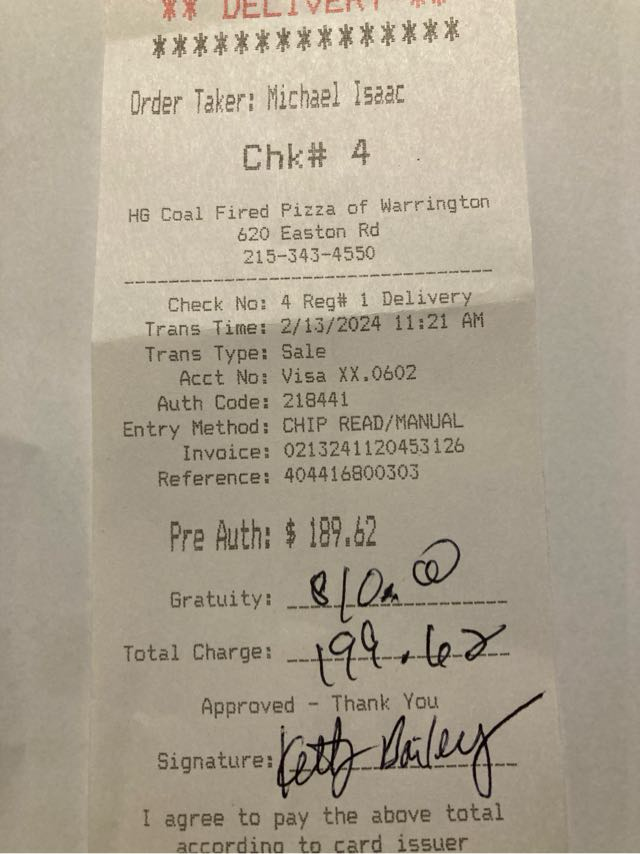 ** DELIVERY **
***************
Order Taker: Michael Isaac
Chk# 4
HG Coal Fired Pizza of Warrington
620 Easton Rd
215-343-4550
--------------------------------
Check No: 4 Reg# 1 Delivery
Trans Time: 2/13/2024 11:21 AM
Trans Type: Sale
Acct No: Visa XX.0602
Auth Code: 218441
Entry Method: CHIP READ/MANUAL
Invoice: 0213241120453126
Reference: 404416800303
Pre Auth: $ 189.62
Gratuity: $10.00
Total Charge: 199.62
Approved - Thank You
Signature: Bailey
I agree to pay the above total
according to card issuer